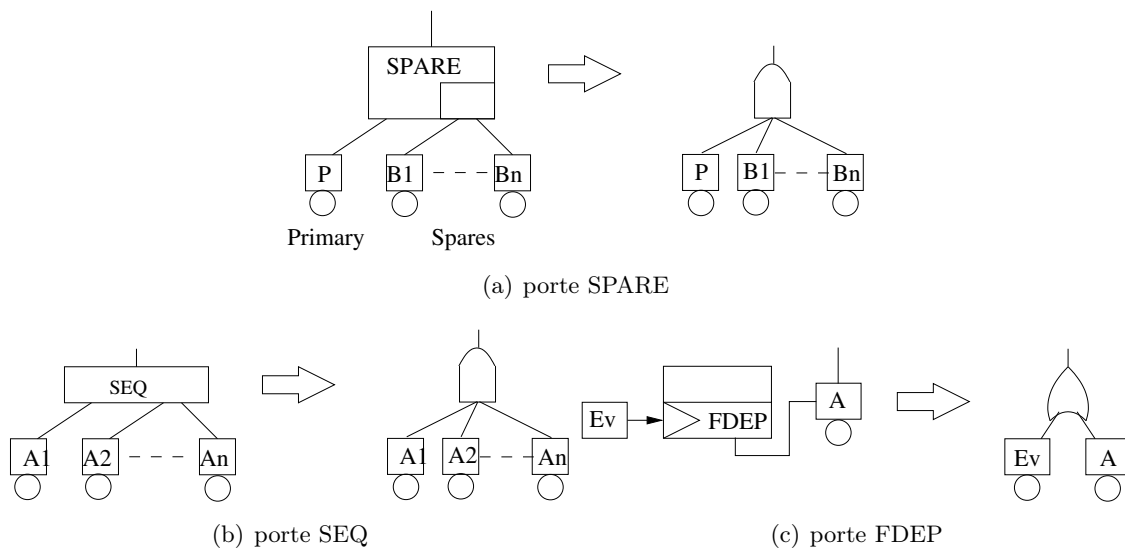 SPARE
P
B1
Bn
P
B1
Bn
Primary
Spares
(a) porte SPARE
SEQ
A1
A2
An
A1
A2
An
Ev
FDEP
A
Ev
A
(b) porte SEQ
(c) porte FDEP